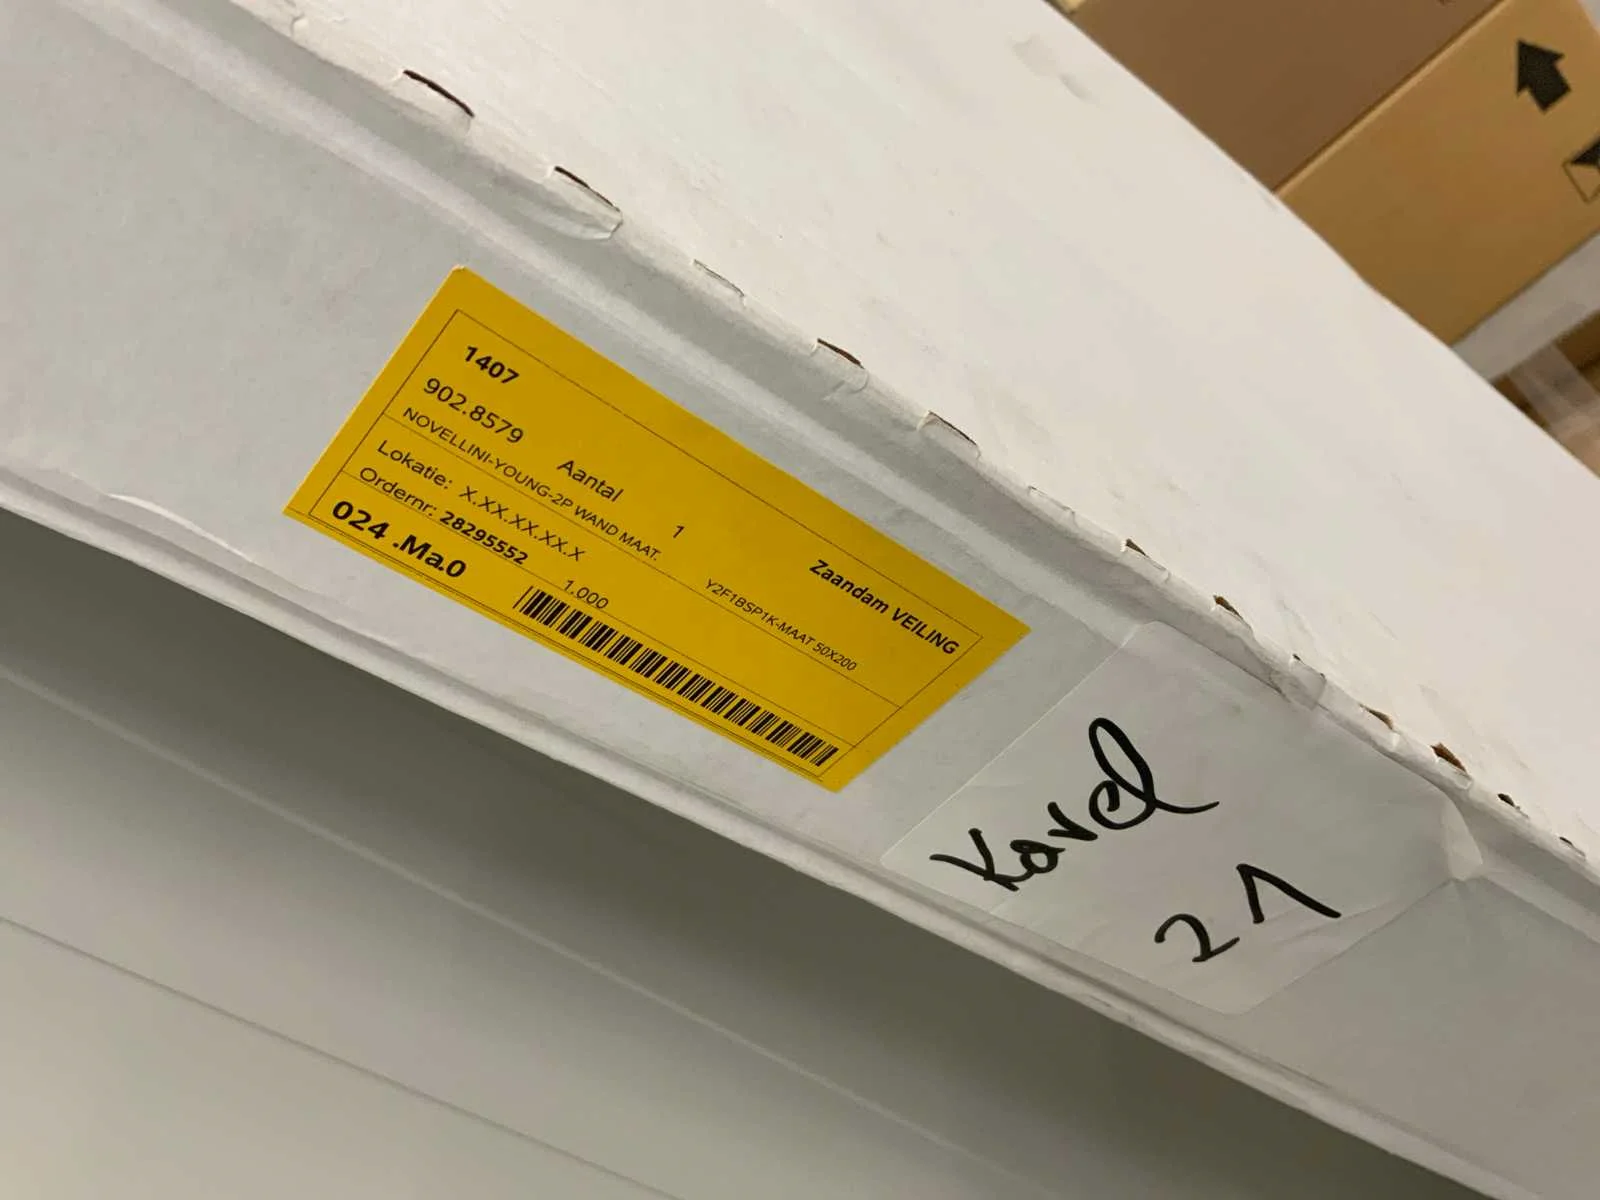 1407
Zaandam VEILING
902.8579 Aantal 1
NOVELLINI-YOUNG-2P WAND MAAT. Y2F1BSP1K-MAAT 50X200
Lokatie: X.XX.XX.XX.X
Ordernr: 28295552
1.000
024 .Ma.0
Kavel
21